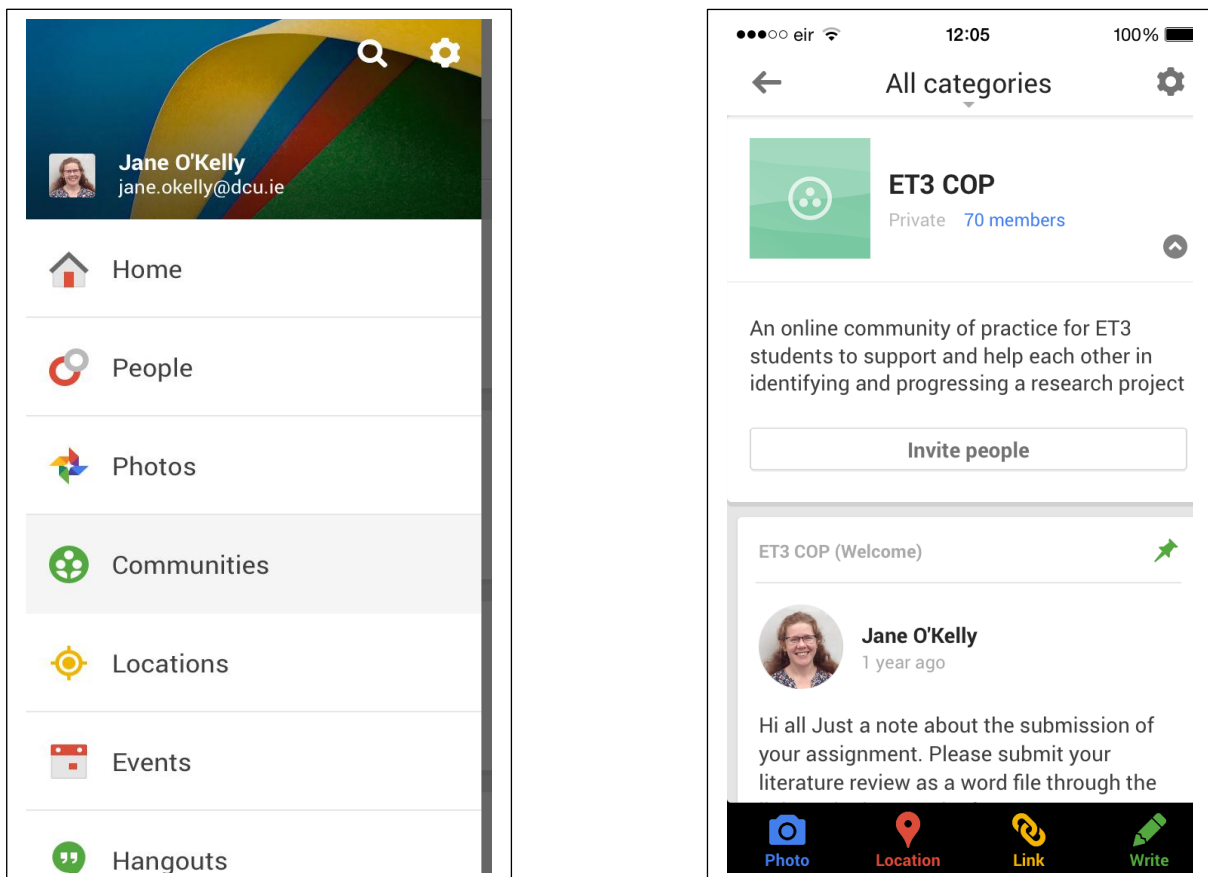 Jane O'Kelly
jane.okelly@dcu.ie
Home
People
Photos
Communities
Locations
Events
Hangouts
eir 12:05 100%
All categories
ET3 COP
Private 70 members
An online community of practice for ET3
students to support and help each other in
identifying and progressing a research project
Invite people
ET3 COP (Welcome)
Jane O'Kelly
1 year ago
Hi all Just a note about the submission of
your assignment. Please submit your
literature review as a word file through the
Photo Location Link Write